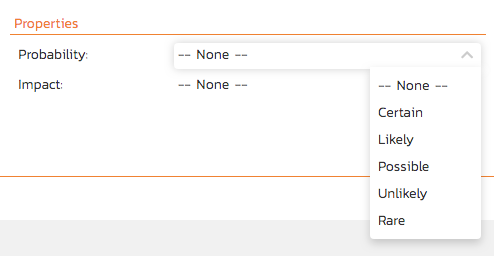 Properties
Probability: -- None --
Impact: -- None --
-- None --
Certain
Likely
Possible
Unlikely
Rare